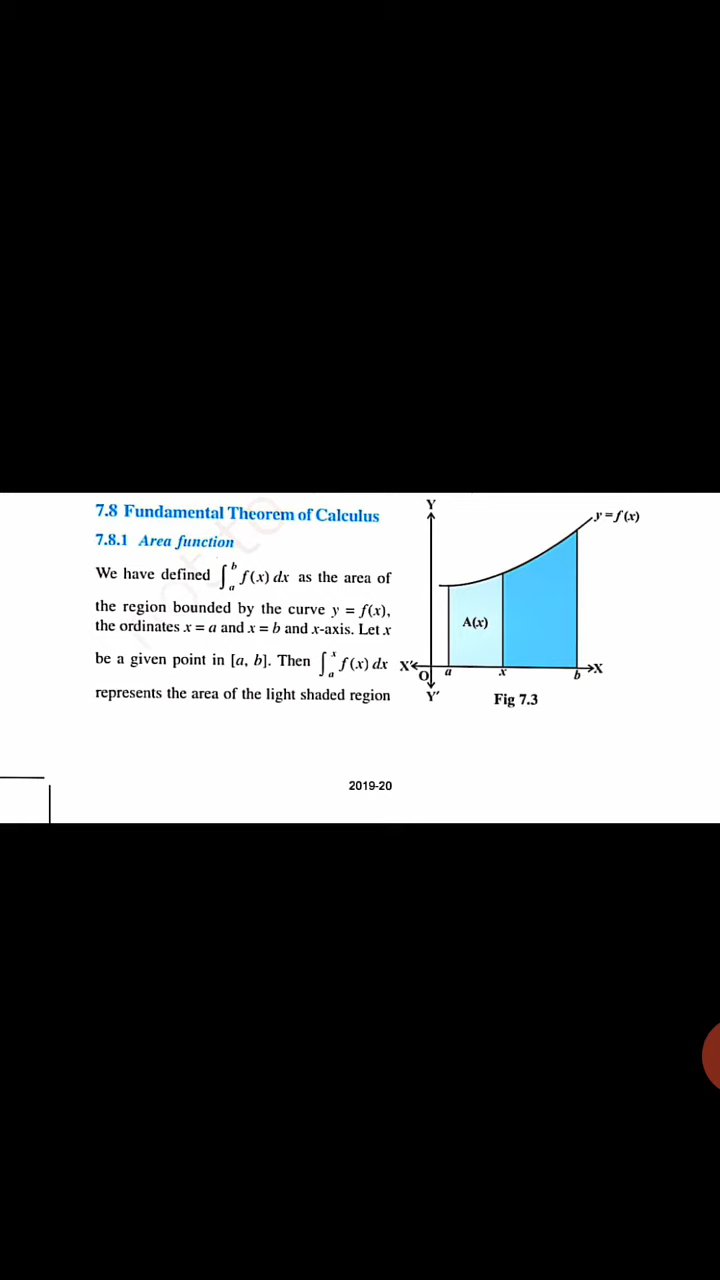 7.8 Fundamental Theorem of Calculus
7.8.1 Area function
We have defined ∫ₐᵇ f(x) dx as the area of
the region bounded by the curve y = f(x),
the ordinates x = a and x = b and x-axis. Let x
be a given point in [a, b]. Then ∫ₐˣ f(x) dx
represents the area of the light shaded region
Y
y = f(x)
A(x)
X′
O
a
x
b
X
Y′
Fig 7.3
2019-20
not to